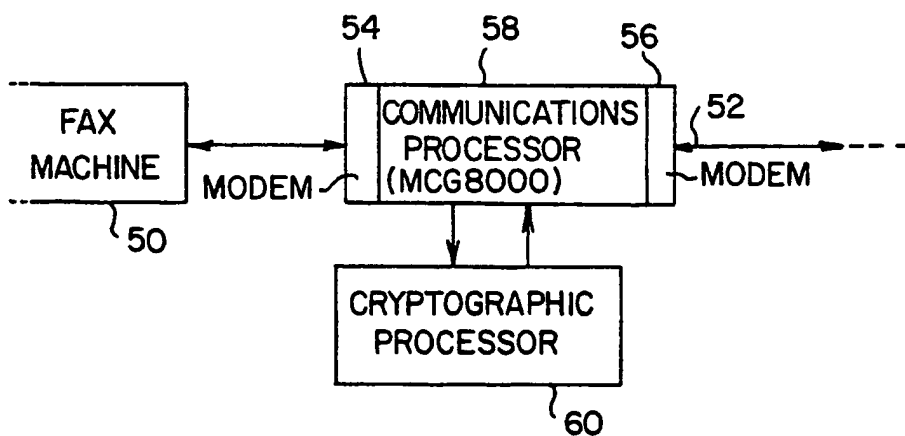 54
58
56
FAX
MACHINE
MODEM
COMMUNICATIONS
PROCESSOR
(MCG8000)
52
MODEM
50
CRYPTOGRAPHIC
PROCESSOR
60